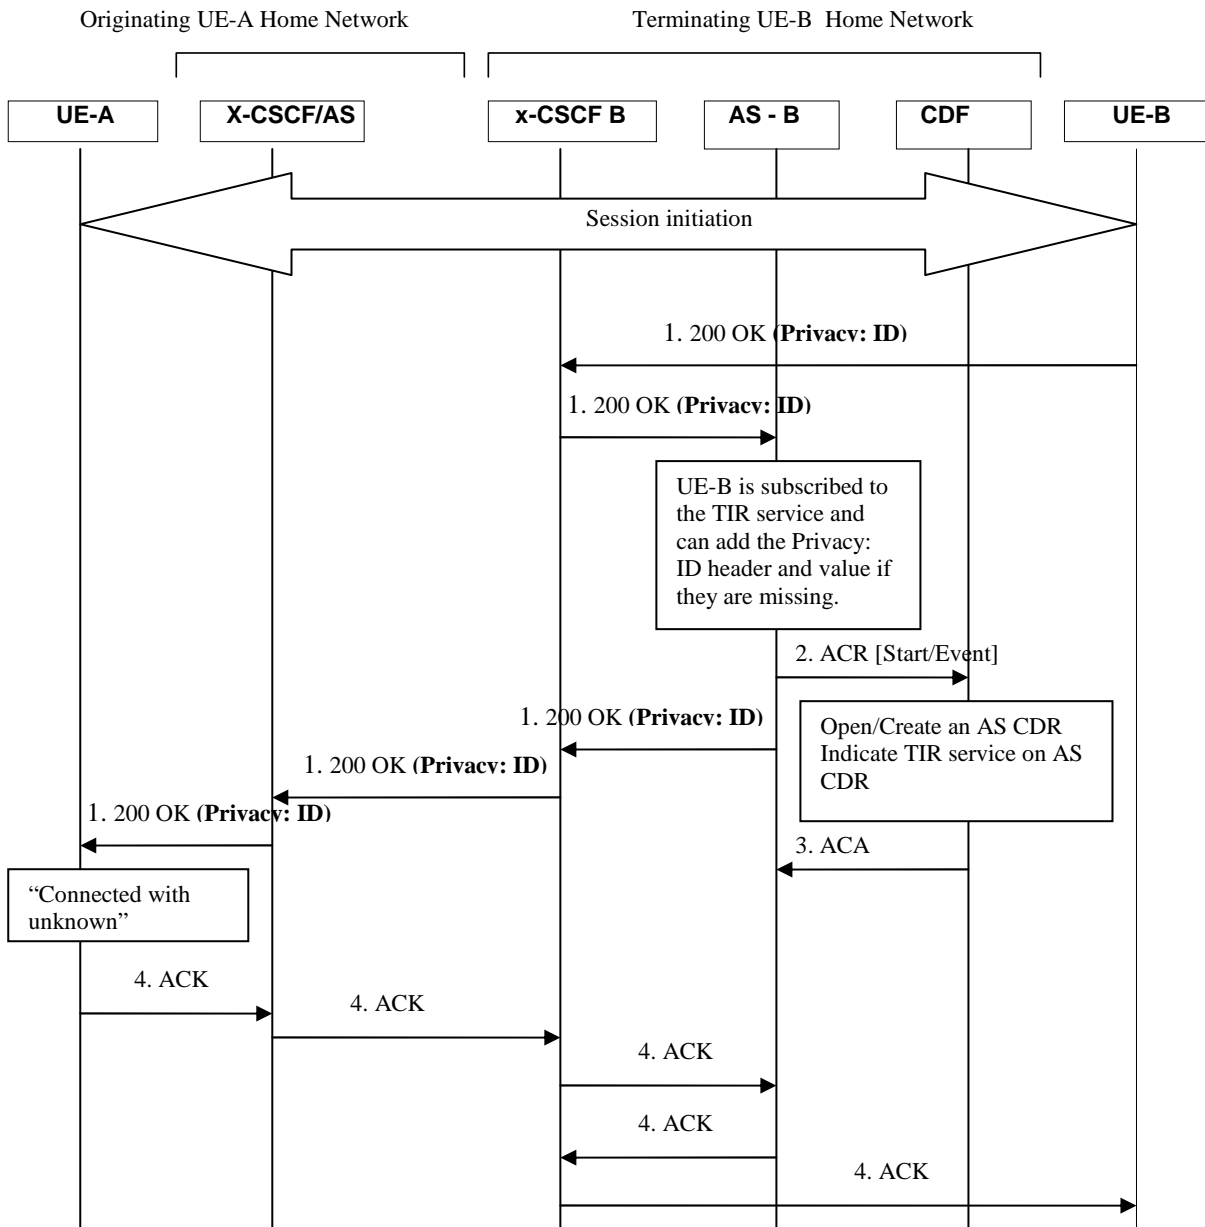 Originating UE-A Home Network
Terminating UE-B Home Network
UE-A
X-CSCF/AS
x-CSCF B
AS - B
CDF
UE-B
Session initiation
1. 200 OK (Privacy: ID)
1. 200 OK (Privacy: ID)
UE-B is subscribed to
the TIR service and
can add the Privacy:
ID header and value if
they are missing.
2. ACR [Start/Event]
1. 200 OK (Privacy: ID)
Open/Create an AS CDR
Indicate TIR service on AS
CDR
1. 200 OK (Privacy: ID)
1. 200 OK (Privacy: ID)
3. ACA
“Connected with
unknown”
4. ACK
4. ACK
4. ACK
4. ACK
4. ACK